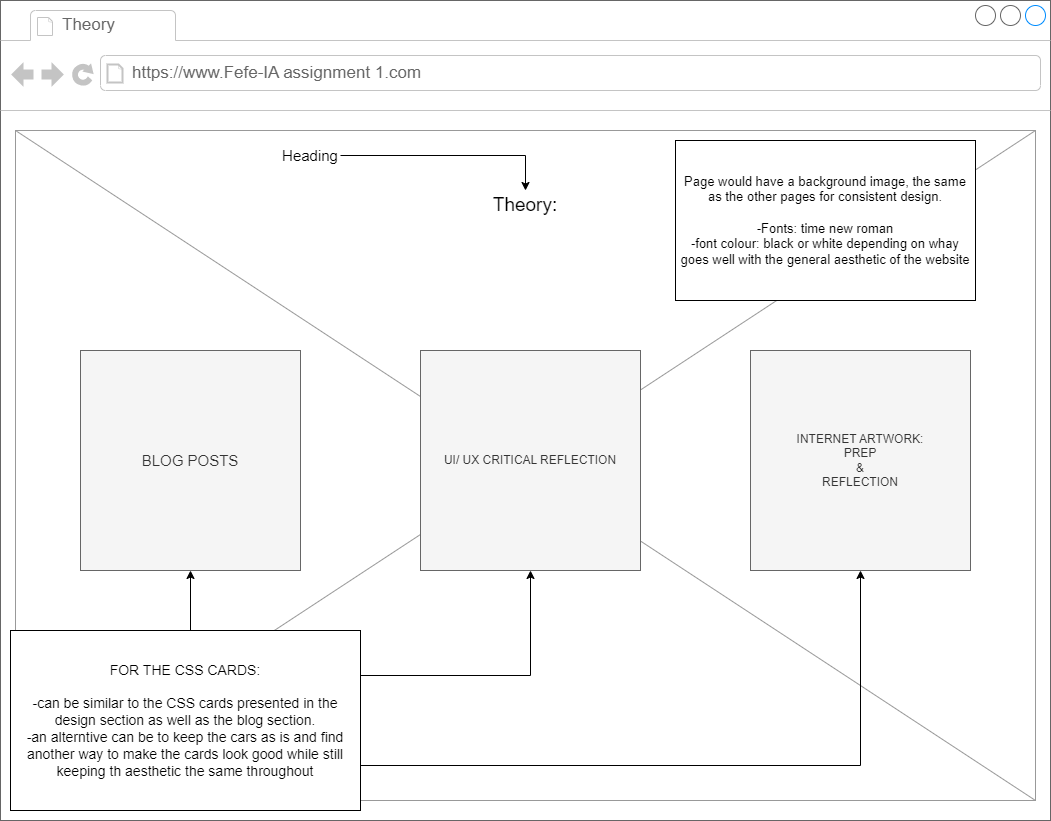 Theory
https://www.Fefe-IA assignment 1.com
Heading
Theory:
Page would have a background image, the same
as the other pages for consistent design.
-Fonts: time new roman
-font colour: black or white depending on whay
goes well with the general aesthetic of the website
BLOG POSTS
UI/ UX CRITICAL REFLECTION
INTERNET ARTWORK:
PREP
&
REFLECTION
FOR THE CSS CARDS:
-can be similar to the CSS cards presented in the
design section as well as the blog section.
-an alterntive can be to keep the cars as is and find
another way to make the cards look good while still
keeping th aesthetic the same throughout